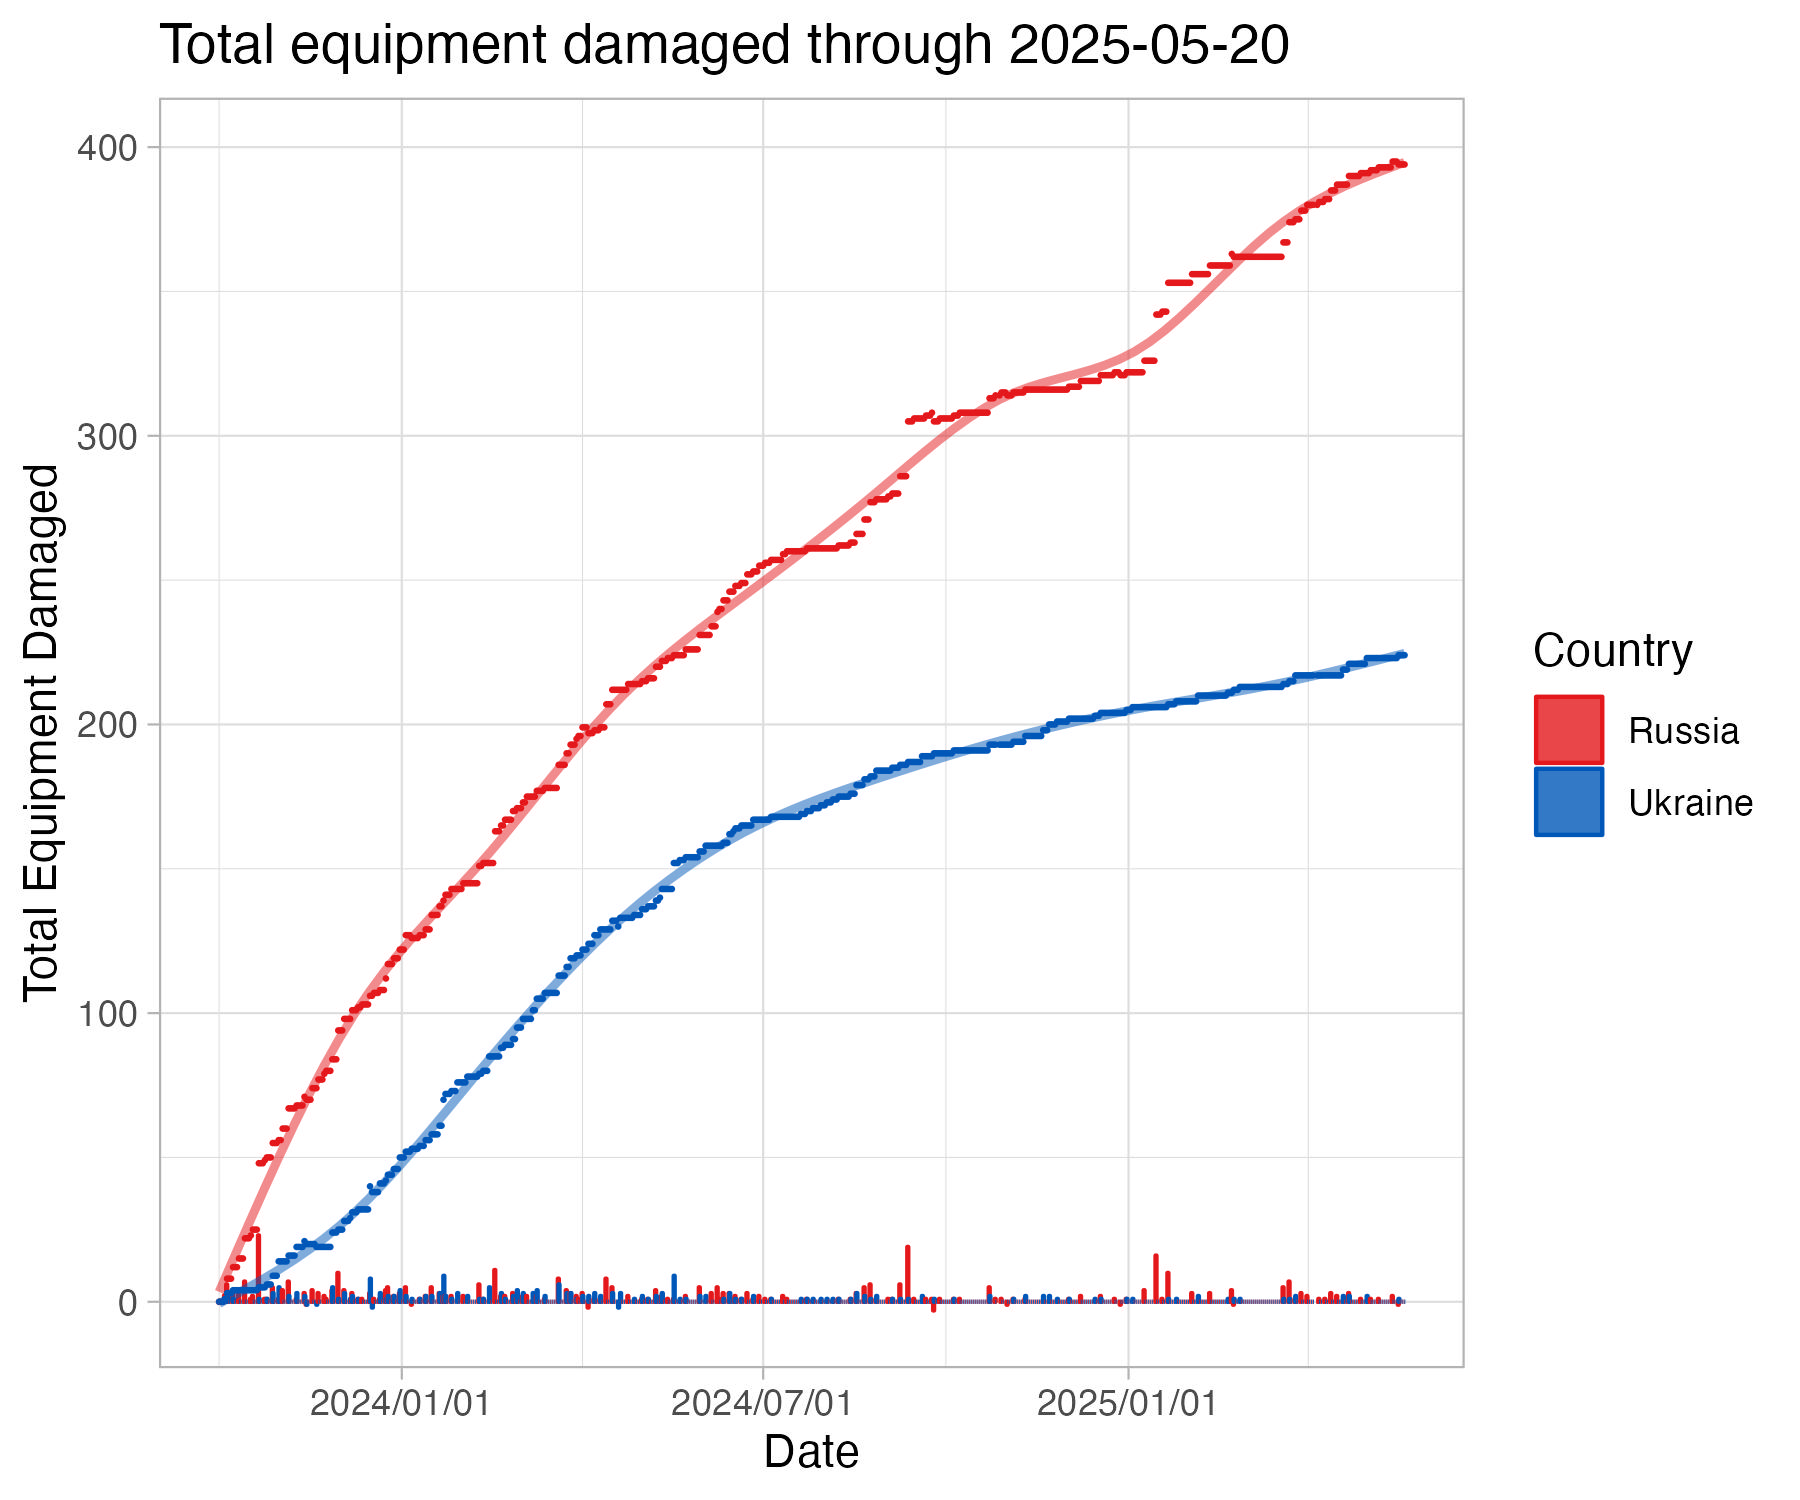 Total equipment damaged through 2025-05-20
Total Equipment Damaged
400
300
200
100
0
2024/01/01
2024/07/01
2025/01/01
Date
Country
Russia
Ukraine